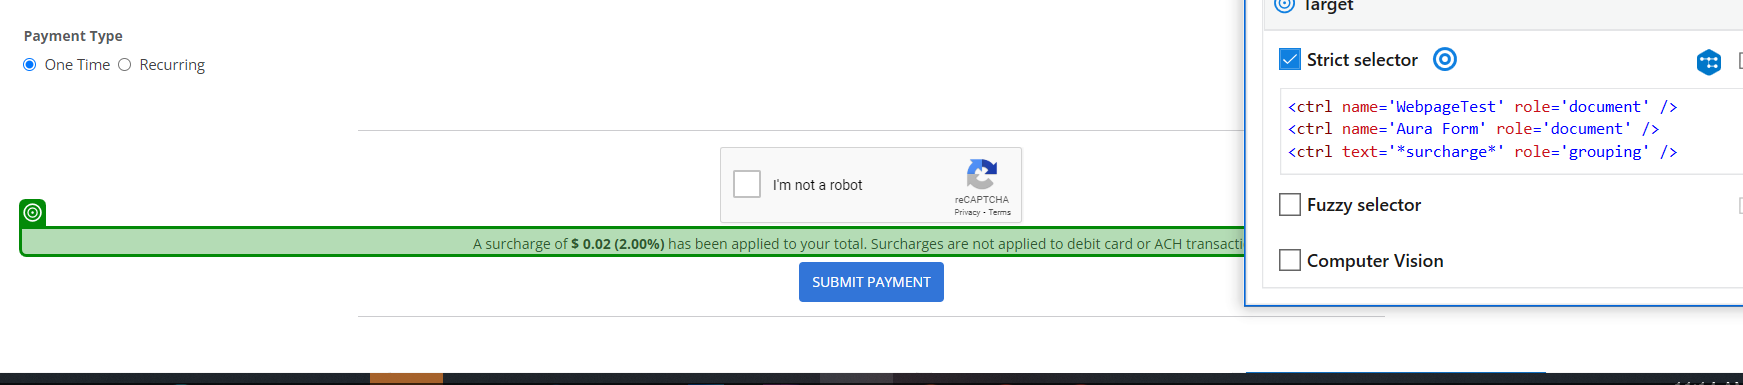 Target
Payment Type
One Time Recurring
Strict selector
<ctrl name='WebpageTest' role='document' />
<ctrl name='Aura Form' role='document' />
<ctrl text='*surcharge*' role='grouping' />
I'm not a robot
reCAPTCHA
Privacy - Terms
Fuzzy selector
A surcharge of $ 0.02 (2.00%) has been applied to your total. Surcharges are not applied to debit card or ACH
Computer Vision
SUBMIT PAYMENT